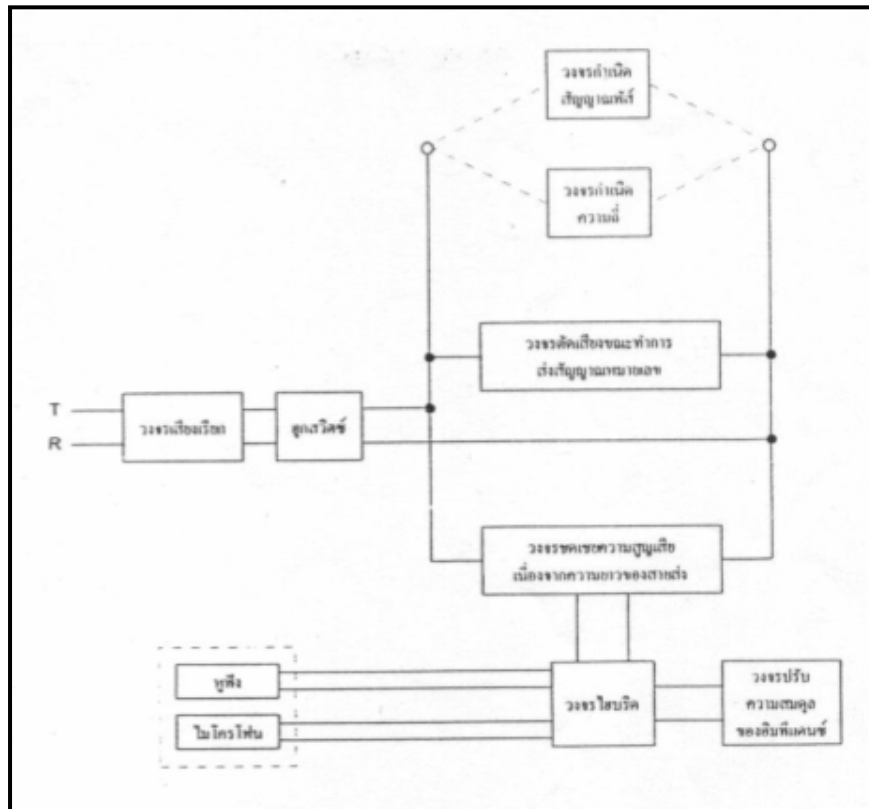 วงจรกำเนิด
สัญญาณพัลส์
วงจรกำเนิด
ความถี่
วงจรตัดเสียงขณะทำการ
ส่งสัญญาณหมายเลข
T
R
วงจรเสียงเรียก
ฮุกสวิตช์
วงจรชดเชยความสูญเสีย
เนื่องจากความยาวของสายส่ง
หูฟัง
ไมโครโฟน
วงจรไฮบริด
วงจรปรับ
ความสมดุล
ของอิมพีแดนซ์